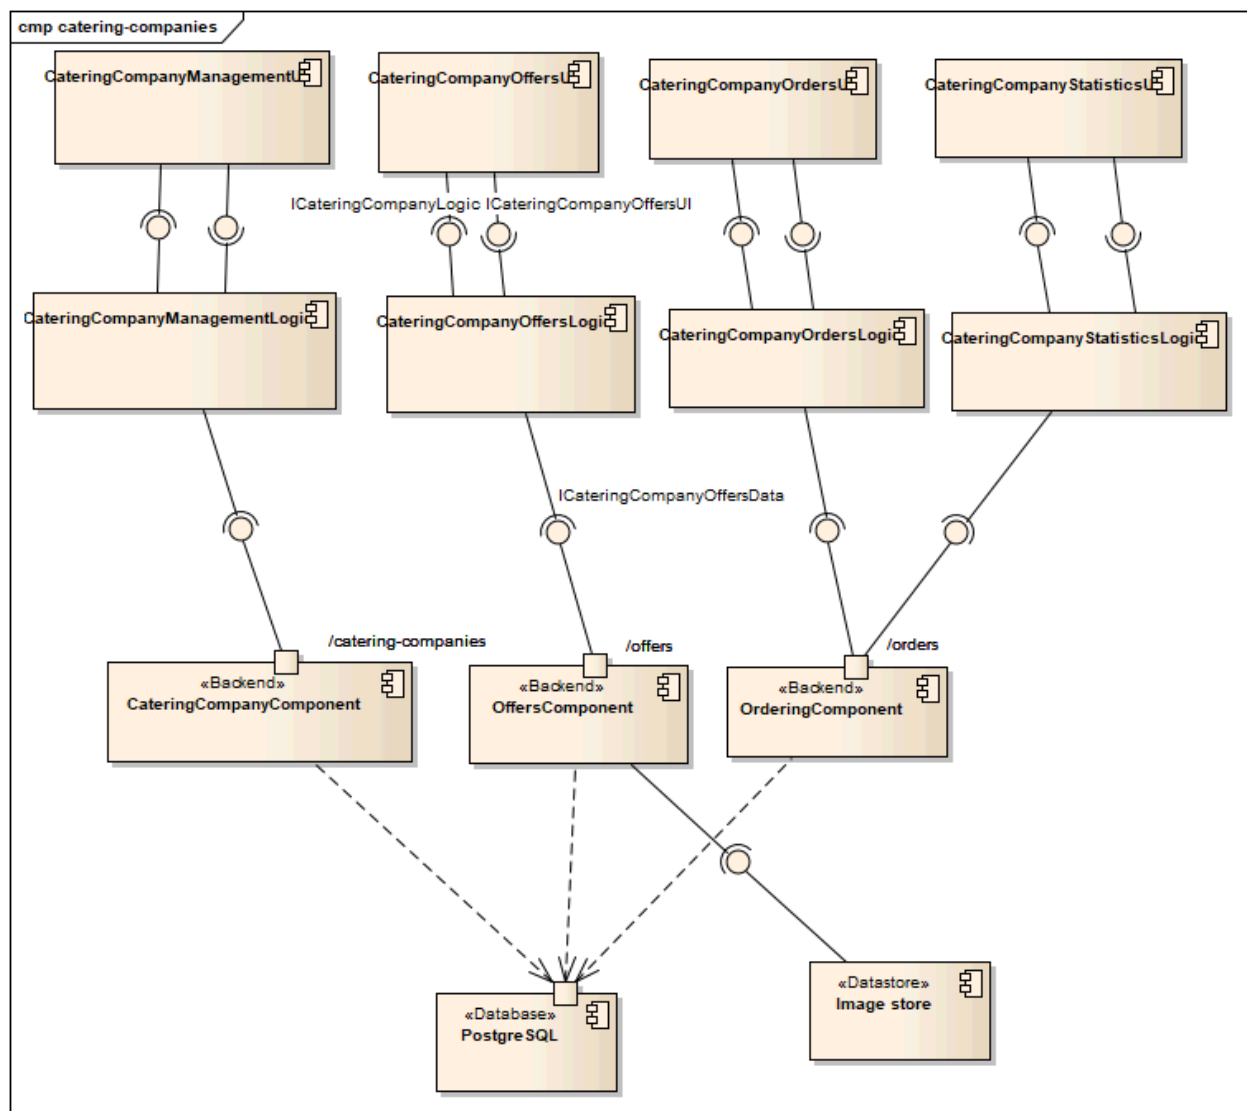 cmp catering-companies
CateringCompanyManagementUI
CateringCompanyOffersUI
CateringCompanyOrdersUI
CateringCompanyStatisticsUI
ICateringCompanyLogic
ICateringCompanyOffersUI
CateringCompanyManagementLogic
CateringCompanyOffersLogic
CateringCompanyOrdersLogic
CateringCompanyStatisticsLogic
ICateringCompanyOffersData
/catering-companies
/offers
/orders
«Backend»
CateringCompanyComponent
«Backend»
OffersComponent
«Backend»
OrderingComponent
«Database»
PostgreSQL
«Datastore»
Image store